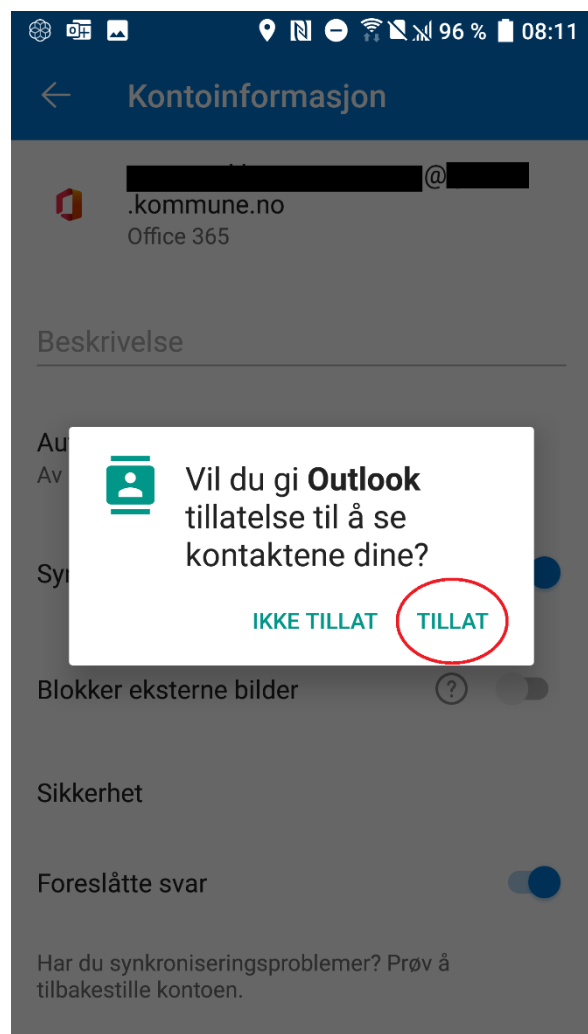 96 % 08:11
Kontoinformasjon
@
.kommune.no
Office 365
Beskrivelse
Au
Av
Vil du gi Outlook
tillatelse til å se
kontaktene dine?
Syn
IKKE TILLAT TILLAT
Blokker eksterne bilder ?
Sikkerhet
Foreslåtte svar
Har du synkroniseringsproblemer? Prøv å
tilbakestille kontoen.